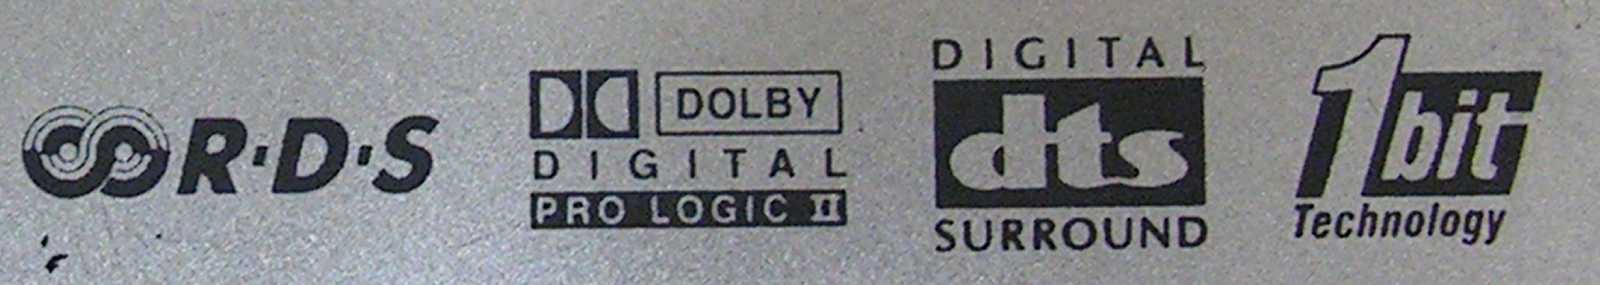 R·D·S
DOLBY
DIGITAL
PRO LOGIC II
DIGITAL
dts
SURROUND
1bit
Technology